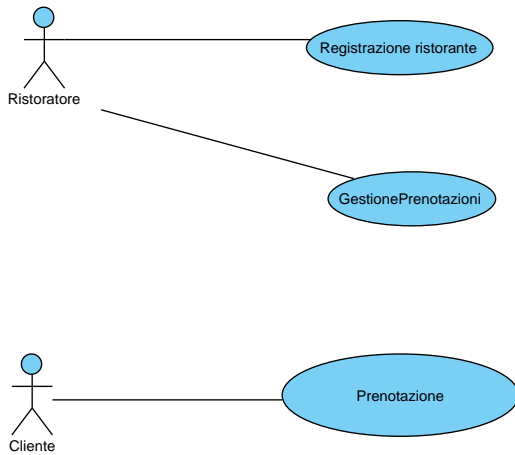 Registrazione ristorante
Ristoratore
GestionePrenotazioni
Prenotazione
Cliente